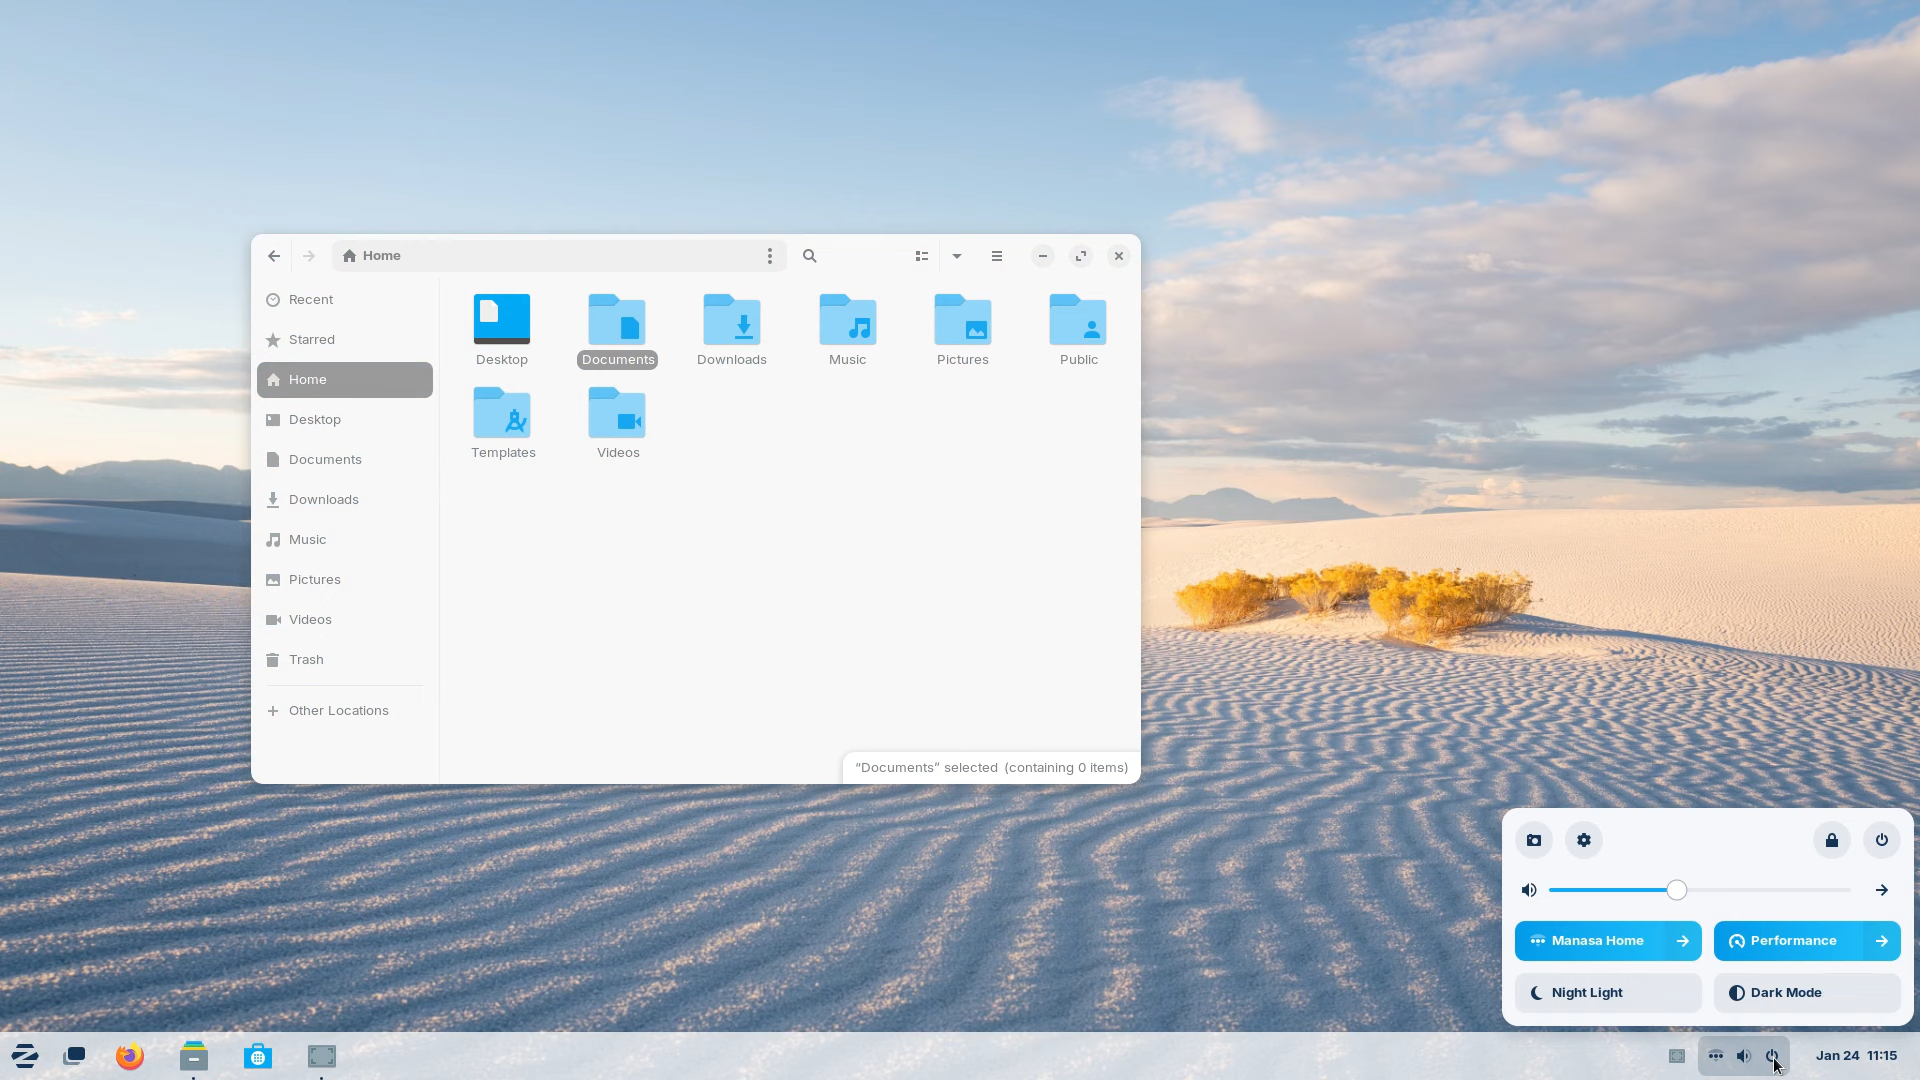 Home
Recent
Starred
Home
Desktop
Documents
Downloads
Music
Pictures
Videos
Trash
Other Locations
Desktop
Documents
Downloads
Music
Pictures
Public
Templates
Videos
“Documents” selected (containing 0 items)
Manasa Home
Performance
Night Light
Dark Mode
Jan 24 11:15